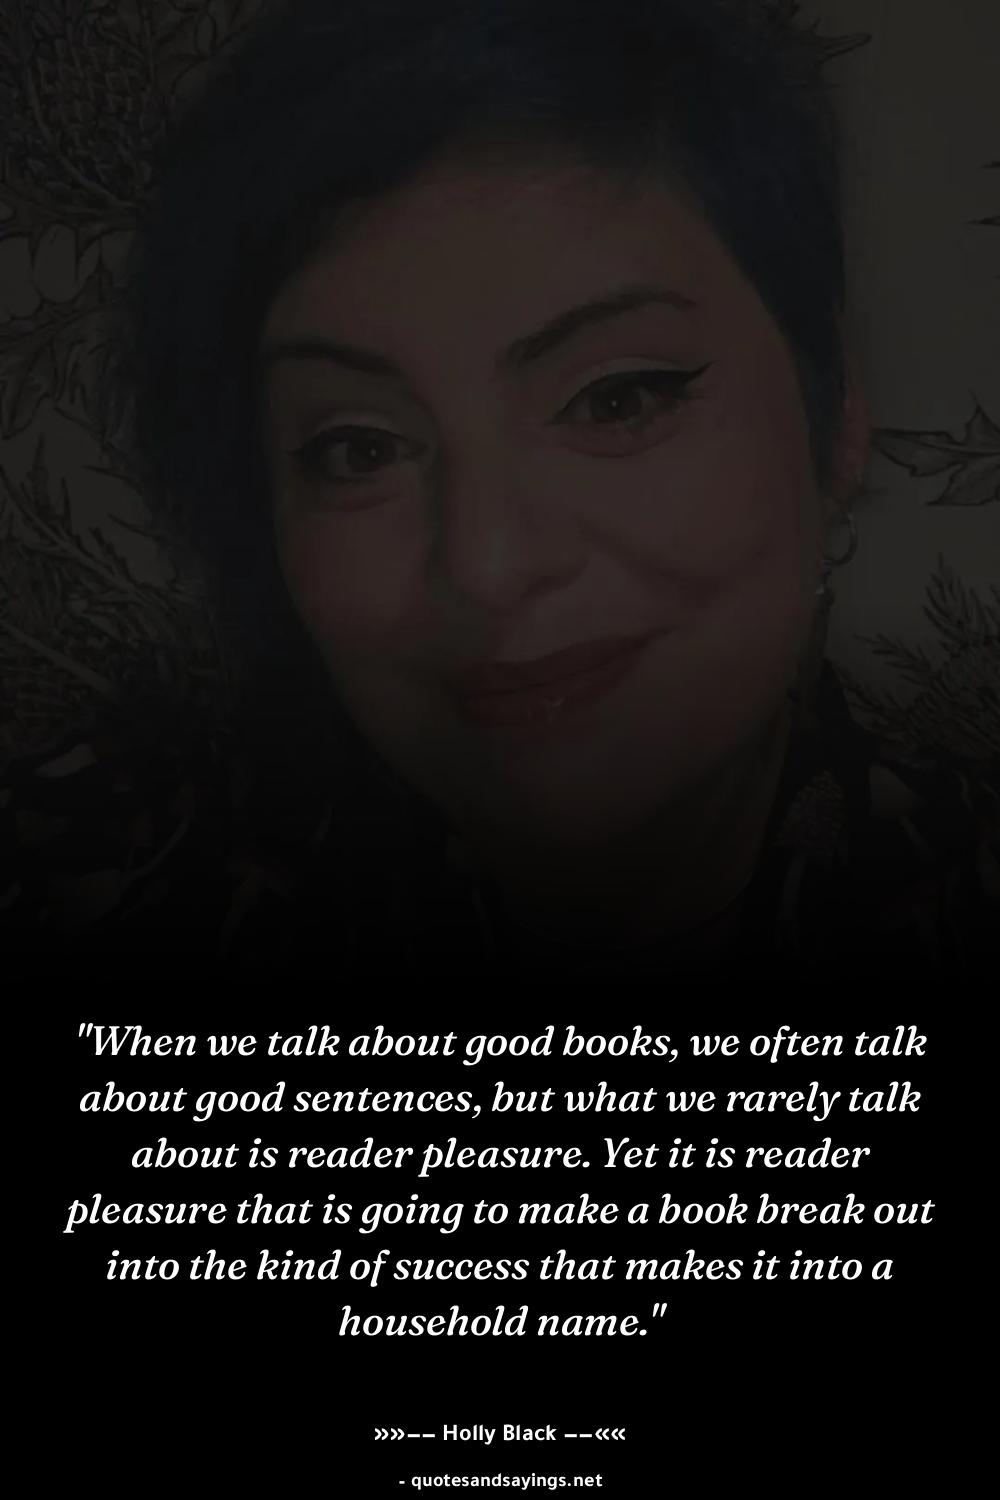 "When we talk about good books, we often talk
about good sentences, but what we rarely talk
about is reader pleasure. Yet it is reader
pleasure that is going to make a book break out
into the kind of success that makes it into a
household name."
»»−− Holly Black −−««
- quotesandsayings.net